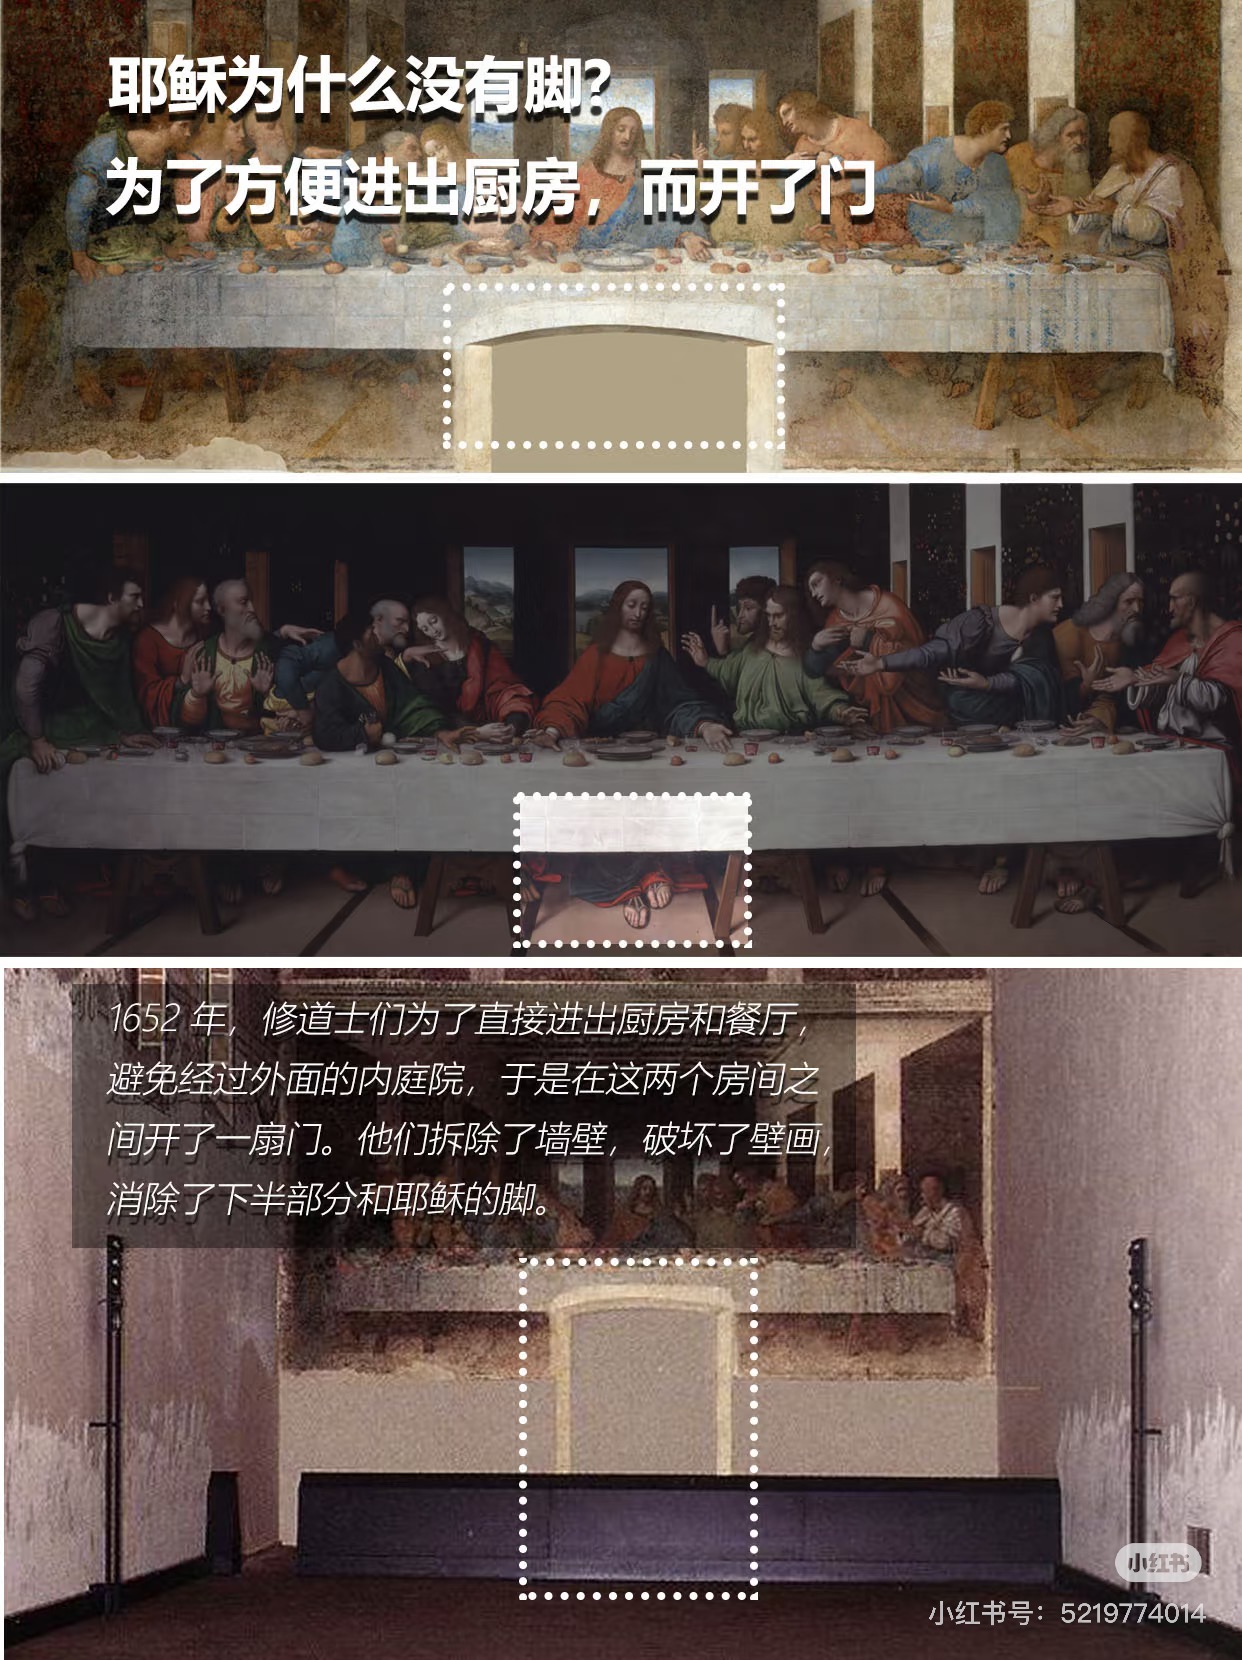 耶稣为什么没有脚？
为了方便进出厨房，而开了门
1652 年，修道士们为了直接进出厨房和餐厅，
避免经过外面的内庭院，于是在这两个房间之
间开了一扇门。他们拆除了墙壁，破坏了壁画，
消除了下半部分和耶稣的脚。
小红书
小红书号：5219774014